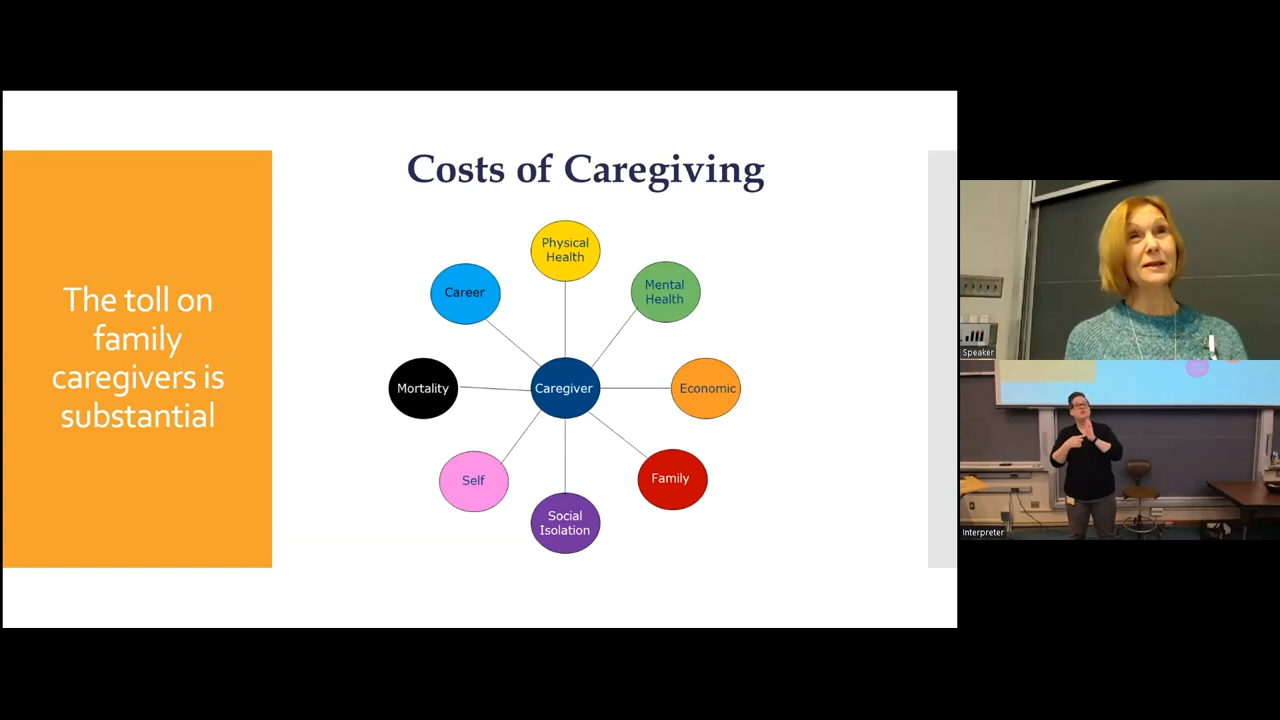 The toll on
family
caregivers is
substantial
Costs of Caregiving
Physical
Health
Career
Mental
Health
Mortality
Caregiver
Economic
Self
Family
Social
Isolation
Speaker
Interpreter